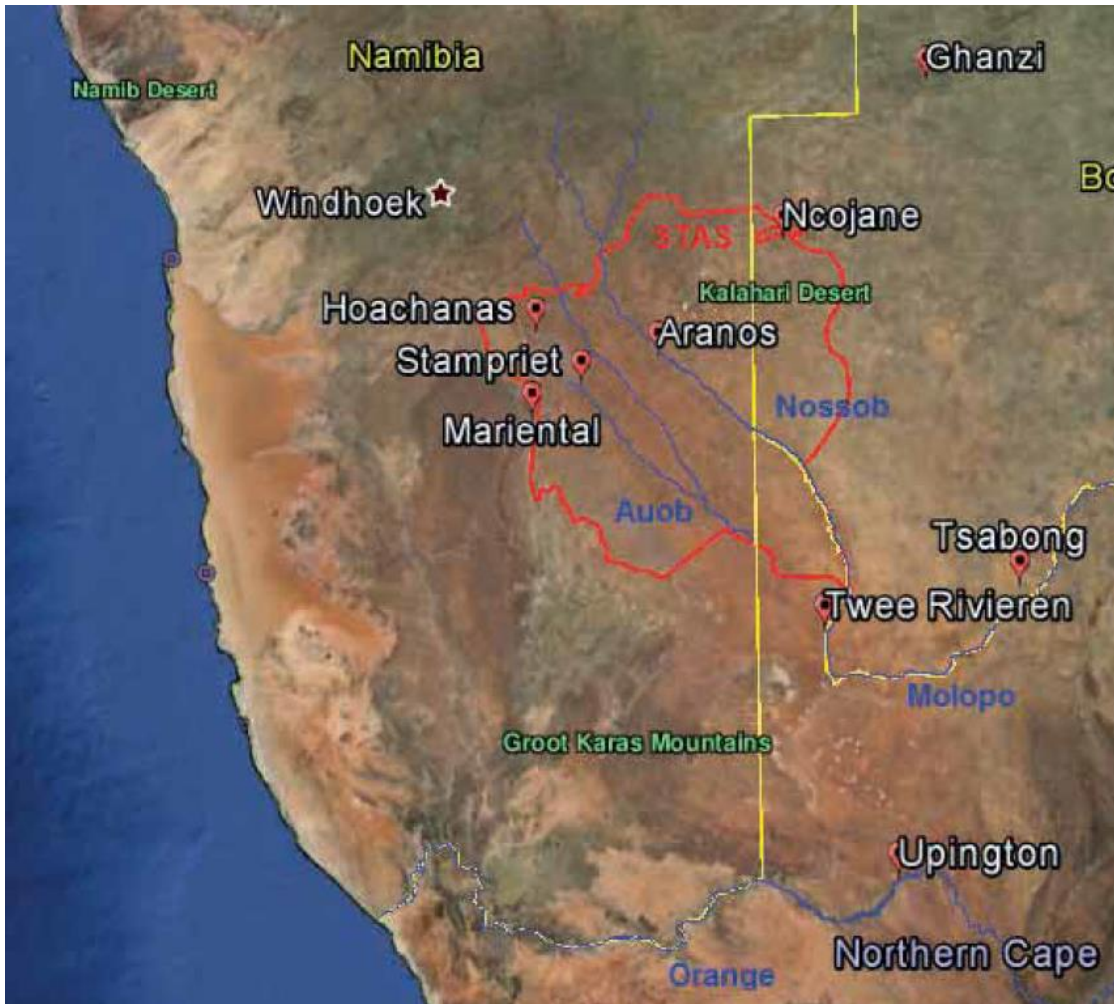 Namibia
Ghanzi
Namib Desert
Bo
Windhoek
Ncojane
STAS
Kalahari Desert
Hoachanas
Aranos
Stampriet
Nossob
Mariental
Auob
Tsabong
Twee Rivieren
Molopo
Groot Karas Mountains
Upington
Northern Cape
Orange